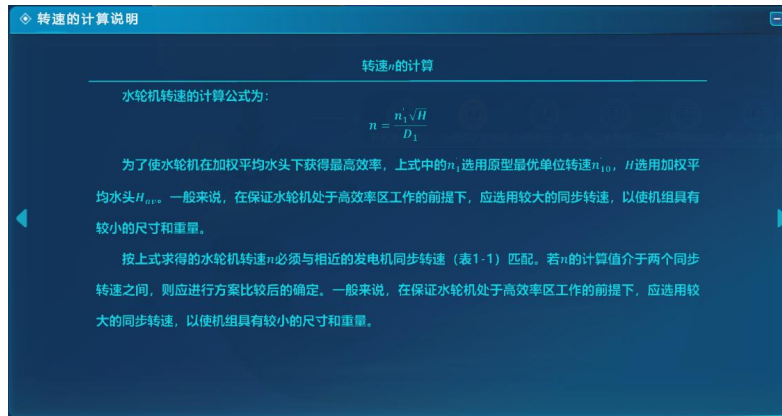 转速的计算说明
转速n的计算
水轮机转速的计算公式为：
n = n₁′√H / D₁
为了使水轮机在加权平均水头下获得最高效率，上式中的n₁′选用原型最优单位转速n₁₀′，H选用加权平
均水头Hav。一般来说，在保证水轮机处于高效率区工作的前提下，应选用较大的同步转速，以使机组具有
较小的尺寸和重量。
按上式求得的水轮机转速n必须与相近的发电机同步转速（表1-1）匹配。若n的计算值介于两个同步
转速之间，则应进行方案比较后的确定。一般来说，在保证水轮机处于高效率区工作的前提下，应选用较
大的同步转速，以使机组具有较小的尺寸和重量。